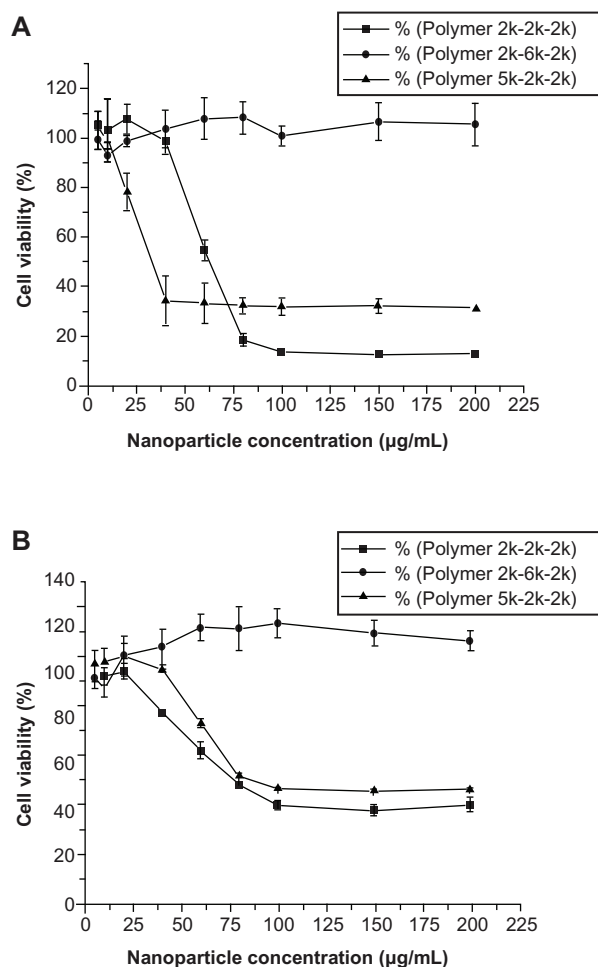 A
% (Polymer 2k-2k-2k)
% (Polymer 2k-6k-2k)
% (Polymer 5k-2k-2k)
120
100
80
60
40
20
0
Cell viability (%)
0 25 50 75 100 125 150 175 200 225
Nanoparticle concentration (µg/mL)
B
% (Polymer 2k-2k-2k)
% (Polymer 2k-6k-2k)
% (Polymer 5k-2k-2k)
140
120
100
80
60
40
20
0
Cell viability (%)
0 25 50 75 100 125 150 175 200 225
Nanoparticle concentration (µg/mL)